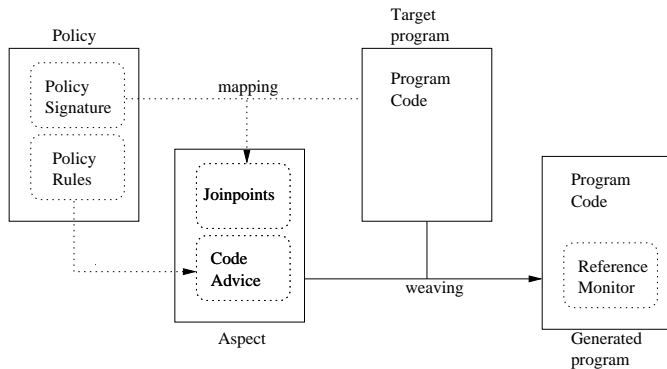 Policy
Policy
Signature
Policy
Rules
mapping
Target
program
Program
Code
Joinpoints
Code
Advice
Aspect
weaving
Program
Code
Reference
Monitor
Generated
program